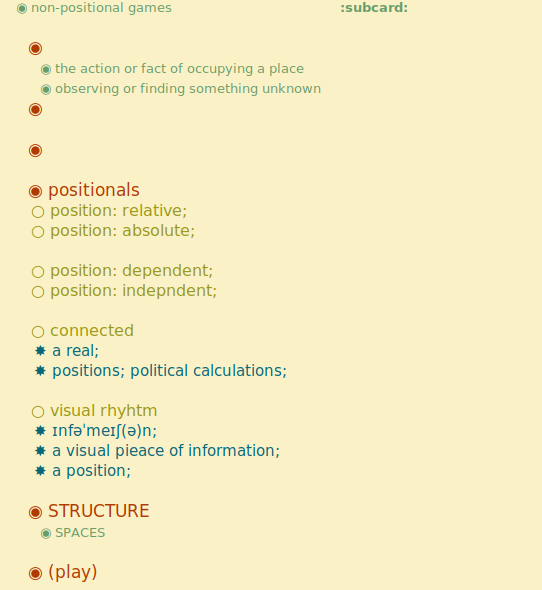 ◉ non-positional games :subcard:
◉
◉ the action or fact of occupying a place
◉ observing or finding something unknown
◉
◉
◉ positionals
○ position: relative;
○ position: absolute;
○ position: dependent;
○ position: indepndent;
○ connected
✸ a real;
✸ positions; political calculations;
○ visual rhyhtm
✸ ɪnfəˈmeɪʃ(ə)n;
✸ a visual pieace of information;
✸ a position;
◉ STRUCTURE
◉ SPACES
◉ (play)